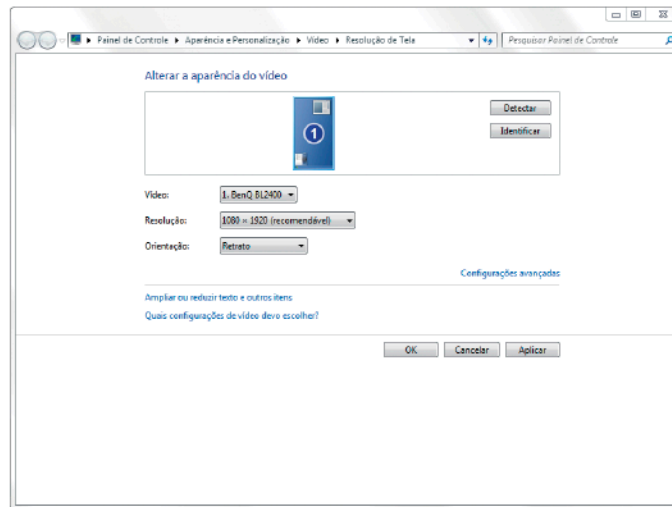 Painel de Controle ▸ Aparência e Personalização ▸ Vídeo ▸ Resolução de Tela
Pesquisar Painel de Controle
Alterar a aparência do vídeo
1
Detectar
Identificar
Vídeo: 1. BenQ BL2400
Resolução: 1080 × 1920 (recomendável)
Orientação: Retrato
Configurações avançadas
Ampliar ou reduzir texto e outros itens
Quais configurações de vídeo devo escolher?
OK Cancelar Aplicar